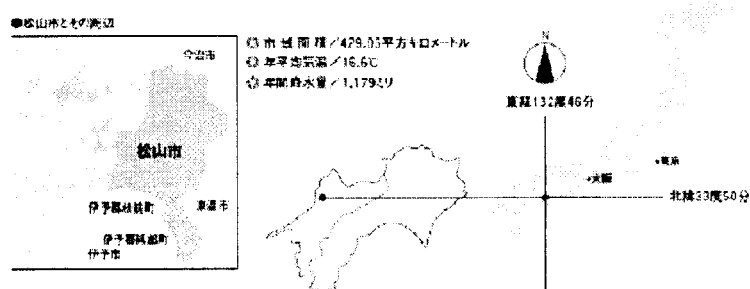 ●松山市とその周辺
今治市
松山市
伊予郡松前町
東温市
伊予郡砥部町
伊予市
◎ 市域面積／429.05平方キロメートル
◎ 年平均気温／16.6℃
◎ 年間降水量／1,179ミリ
N
東経132度46分
東京
大阪
北緯33度50分